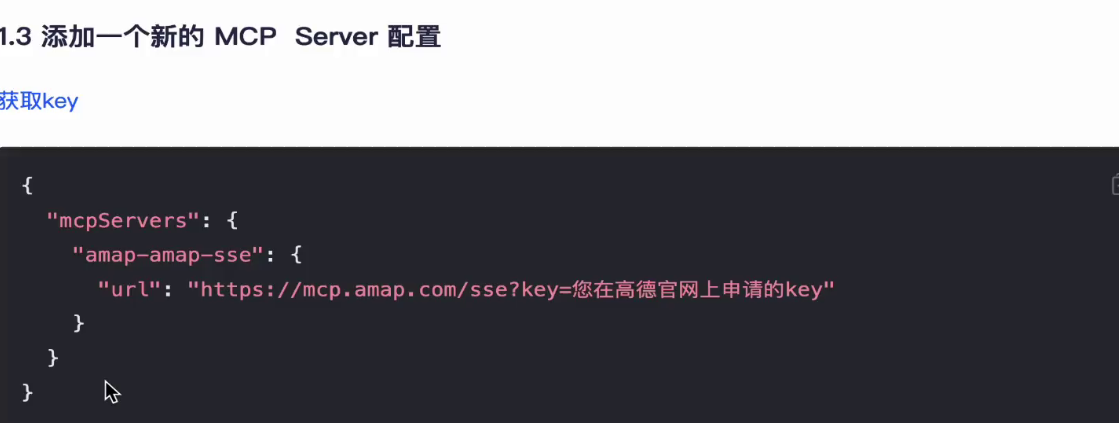 1.3 添加一个新的 MCP  Server 配置
获取key
{
  "mcpServers": {
    "amap-amap-sse": {
      "url": "https://mcp.amap.com/sse?key=您在高德官网上申请的key"
    }
  }
}